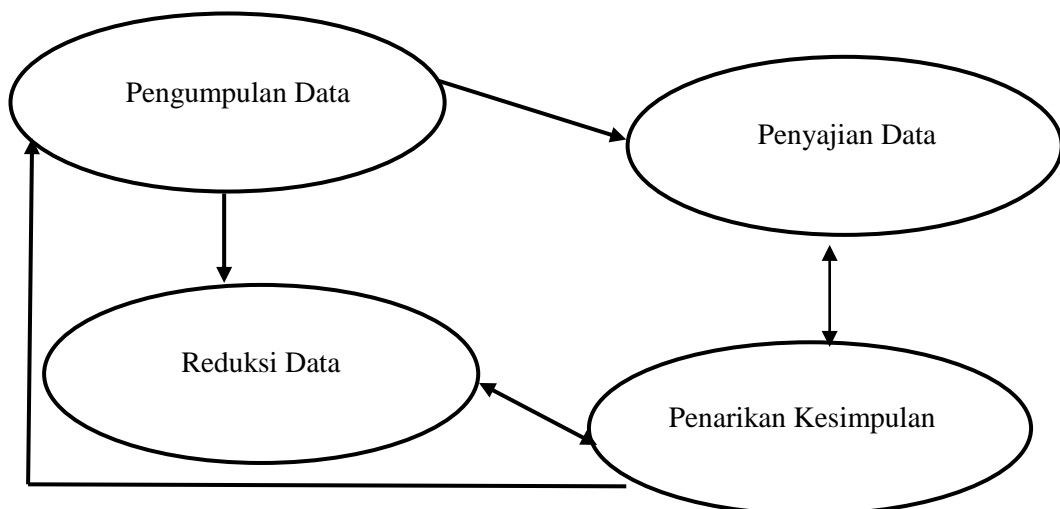 Pengumpulan Data
Penyajian Data
Reduksi Data
Penarikan Kesimpulan